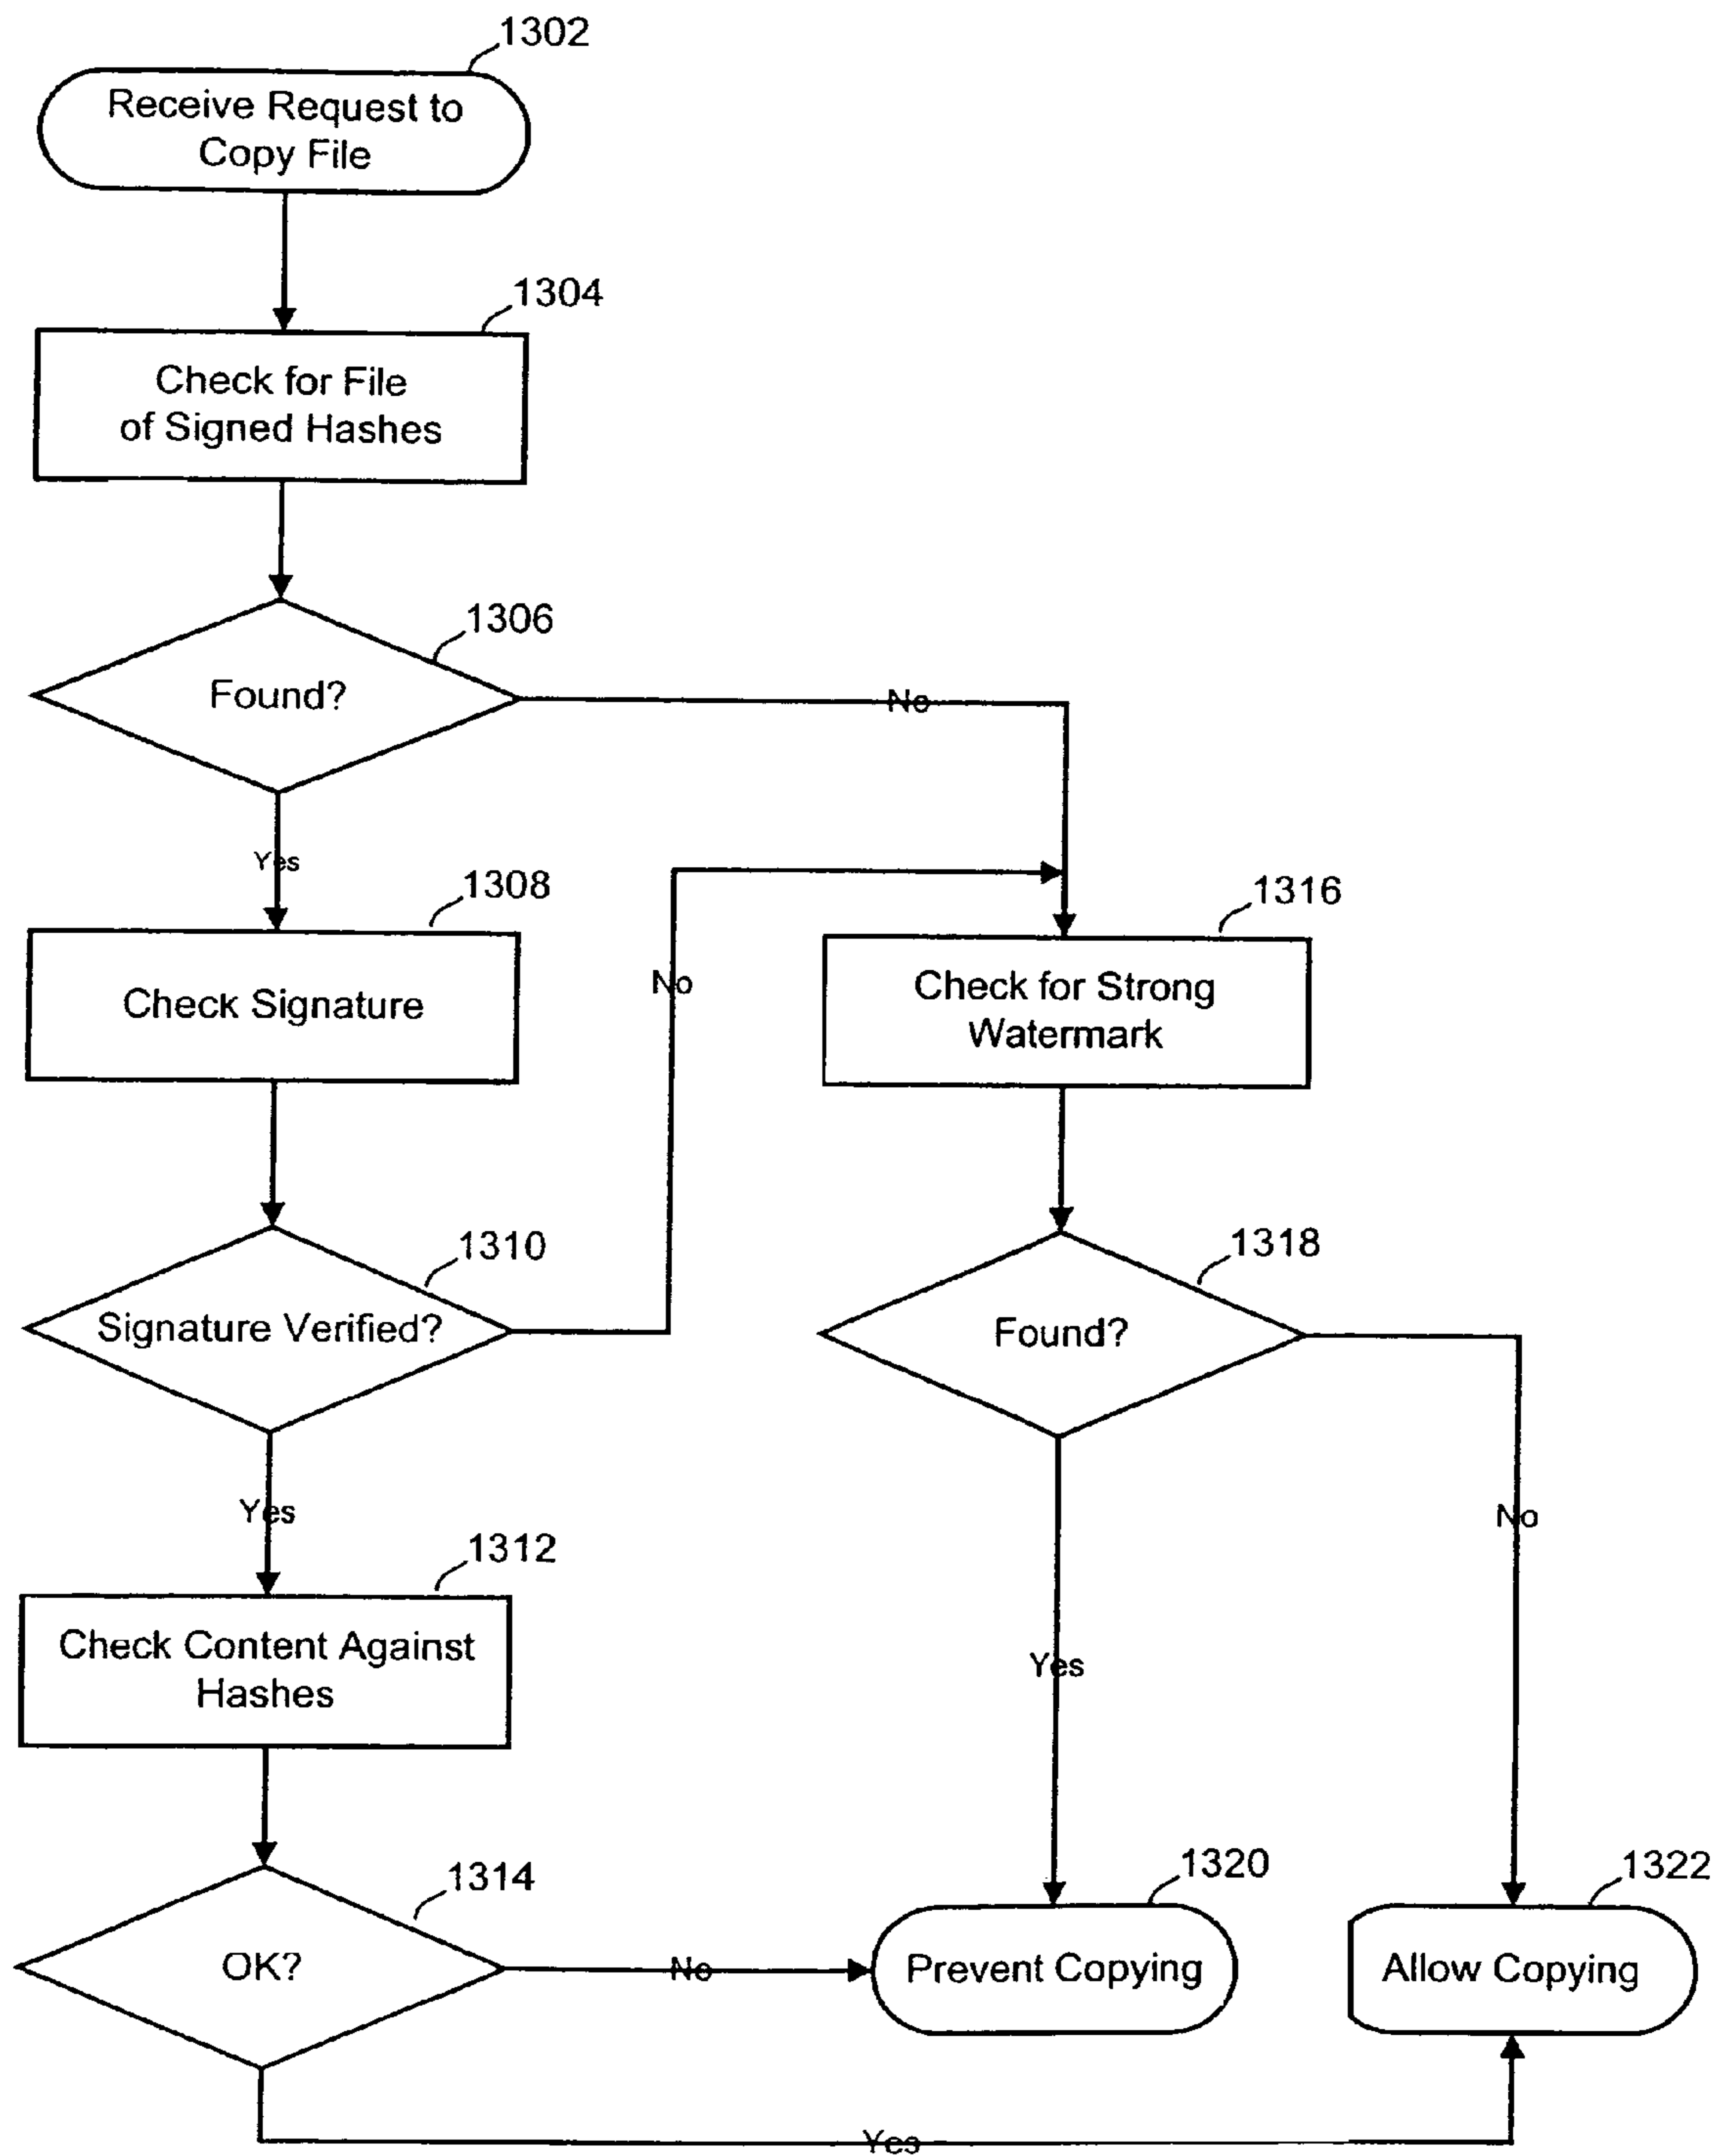 1302
Receive Request to
Copy File
1304
Check for File
of Signed Hashes
1306
Found?
No
Yes
1308
Check Signature
No
1316
Check for Strong
Watermark
1310
Signature Verified?
1318
Found?
Yes
No
1312
Check Content Against
Hashes
Yes
1314
OK?
No
1320
Prevent Copying
1322
Allow Copying
Yes